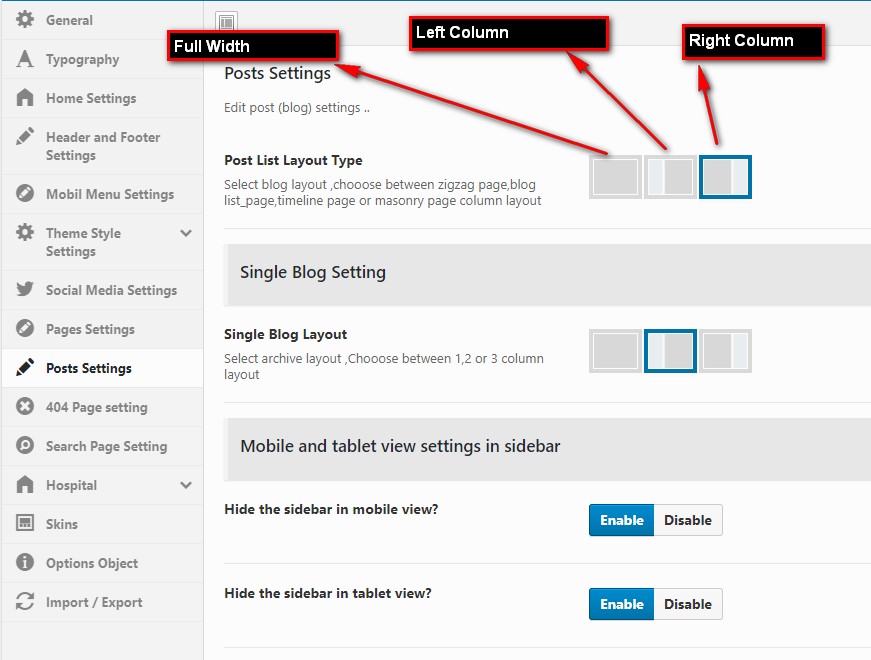 General
Typography
Home Settings
Header and Footer
Settings
Mobil Menu Settings
Theme Style
Settings
Social Media Settings
Pages Settings
Posts Settings
404 Page setting
Search Page Setting
Hospital
Skins
Options Object
Import / Export
Full Width
Left Column
Right Column
Posts Settings
Edit post (blog) settings ..
Post List Layout Type
Select blog layout ,chooose between zigzag page,blog
list_page,timeline page or masonry page column layout
Single Blog Setting
Single Blog Layout
Select archive layout ,Chooose between 1,2 or 3 column
layout
Mobile and tablet view settings in sidebar
Hide the sidebar in mobile view?
Enable Disable
Hide the sidebar in tablet view?
Enable Disable